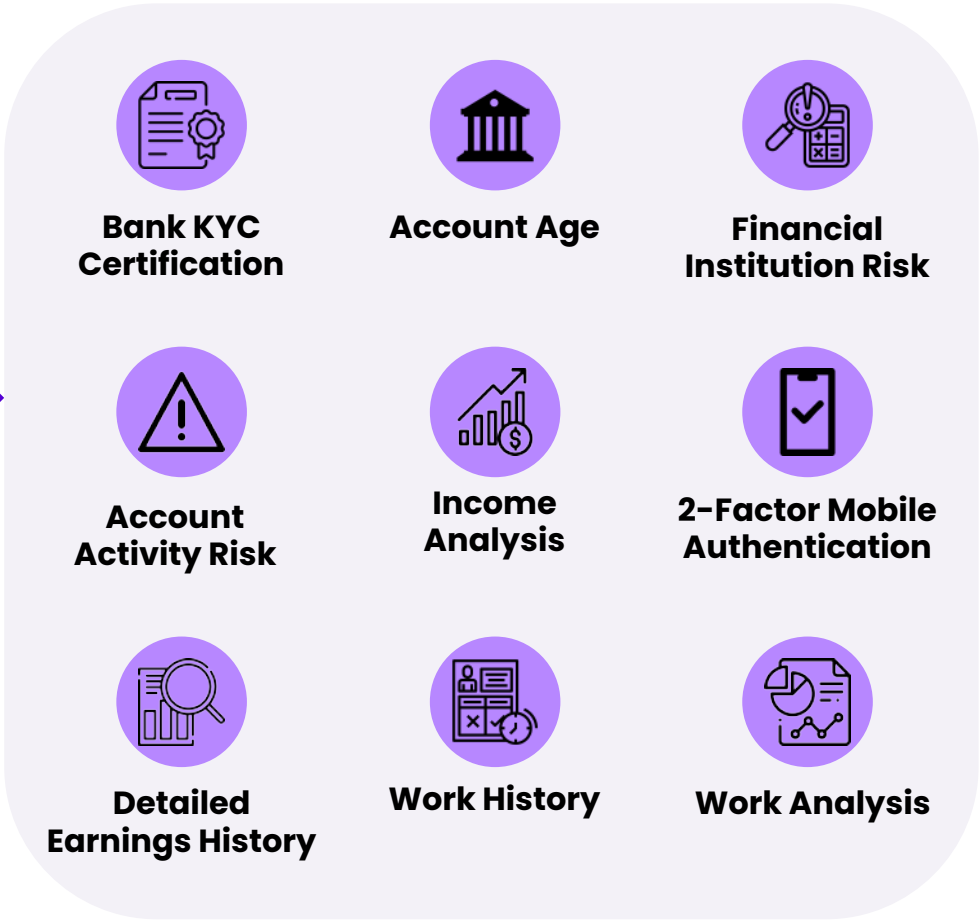 Bank KYC
Certification
Account Age
Financial
Institution Risk
Account
Activity Risk
Income
Analysis
2-Factor Mobile
Authentication
Detailed
Earnings History
Work History
Work Analysis